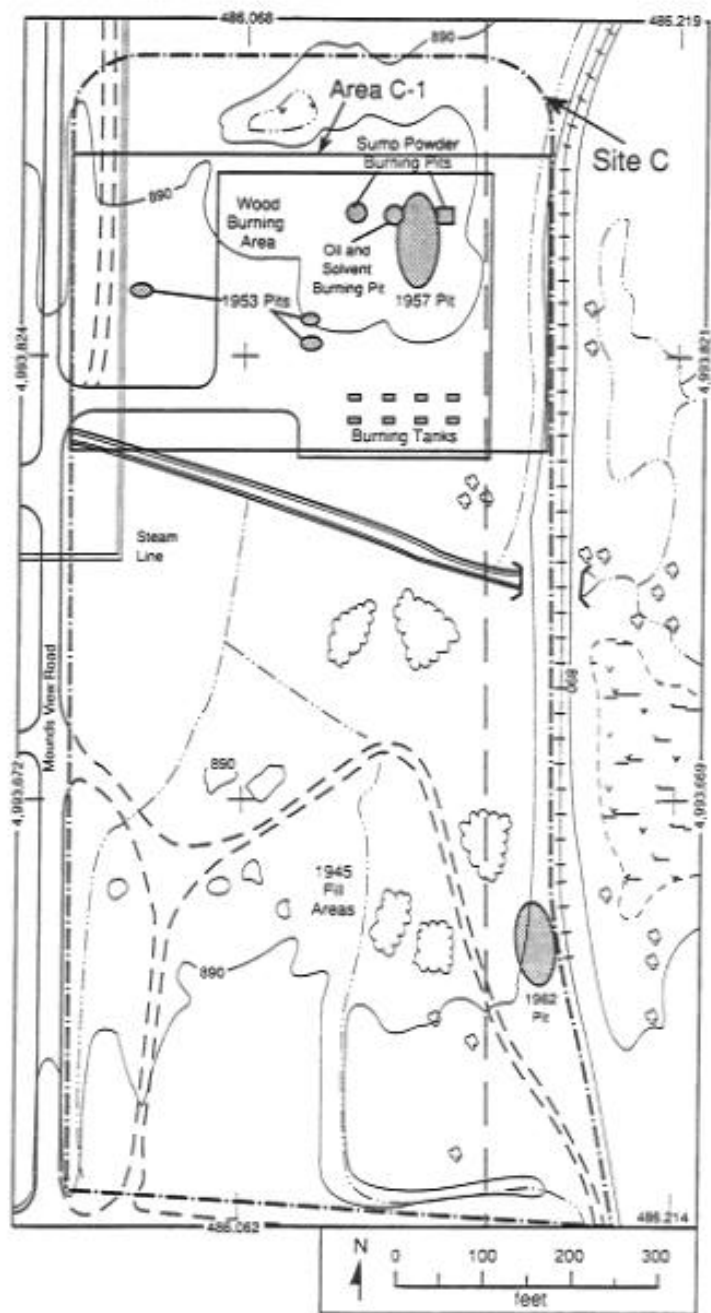 486.068
486.219
890
Area C-1
Site C
Sump Powder
Burning Pits
890
Wood
Burning
Area
Oil and
Solvent
Burning Pit
1953 Pits
1957 Pit
4,993.824
4,993.821
Burning Tanks
Steam
Line
Mounds View Road
890
890
4,993.672
4,993.669
1945
Fill
Areas
890
1962
Pit
486.062
486.214
N
0 100 200 300
feet